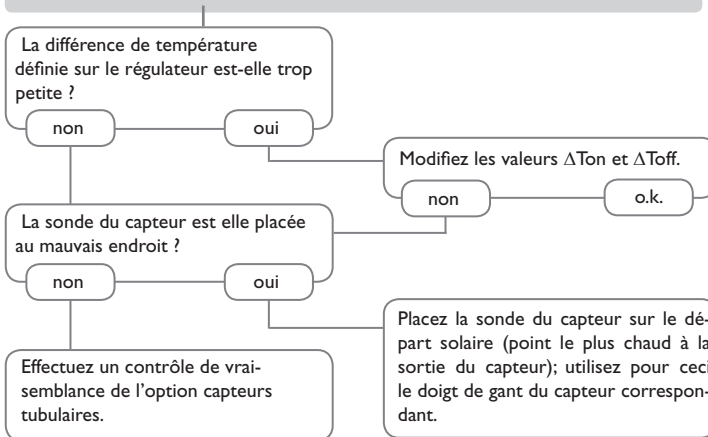 La différence de température
définie sur le régulateur est-elle trop
petite ?
non
oui
Modifiez les valeurs ∆Ton et ∆Toff.
non
o.k.
La sonde du capteur est elle placée
au mauvais endroit ?
non
oui
Placez la sonde du capteur sur le dé-
part solaire (point le plus chaud à la
sortie du capteur); utilisez pour ceci
le doigt de gant du capteur correspon-
dant.
Effectuez un contrôle de vrai-
semblance de l'option capteurs
tubulaires.